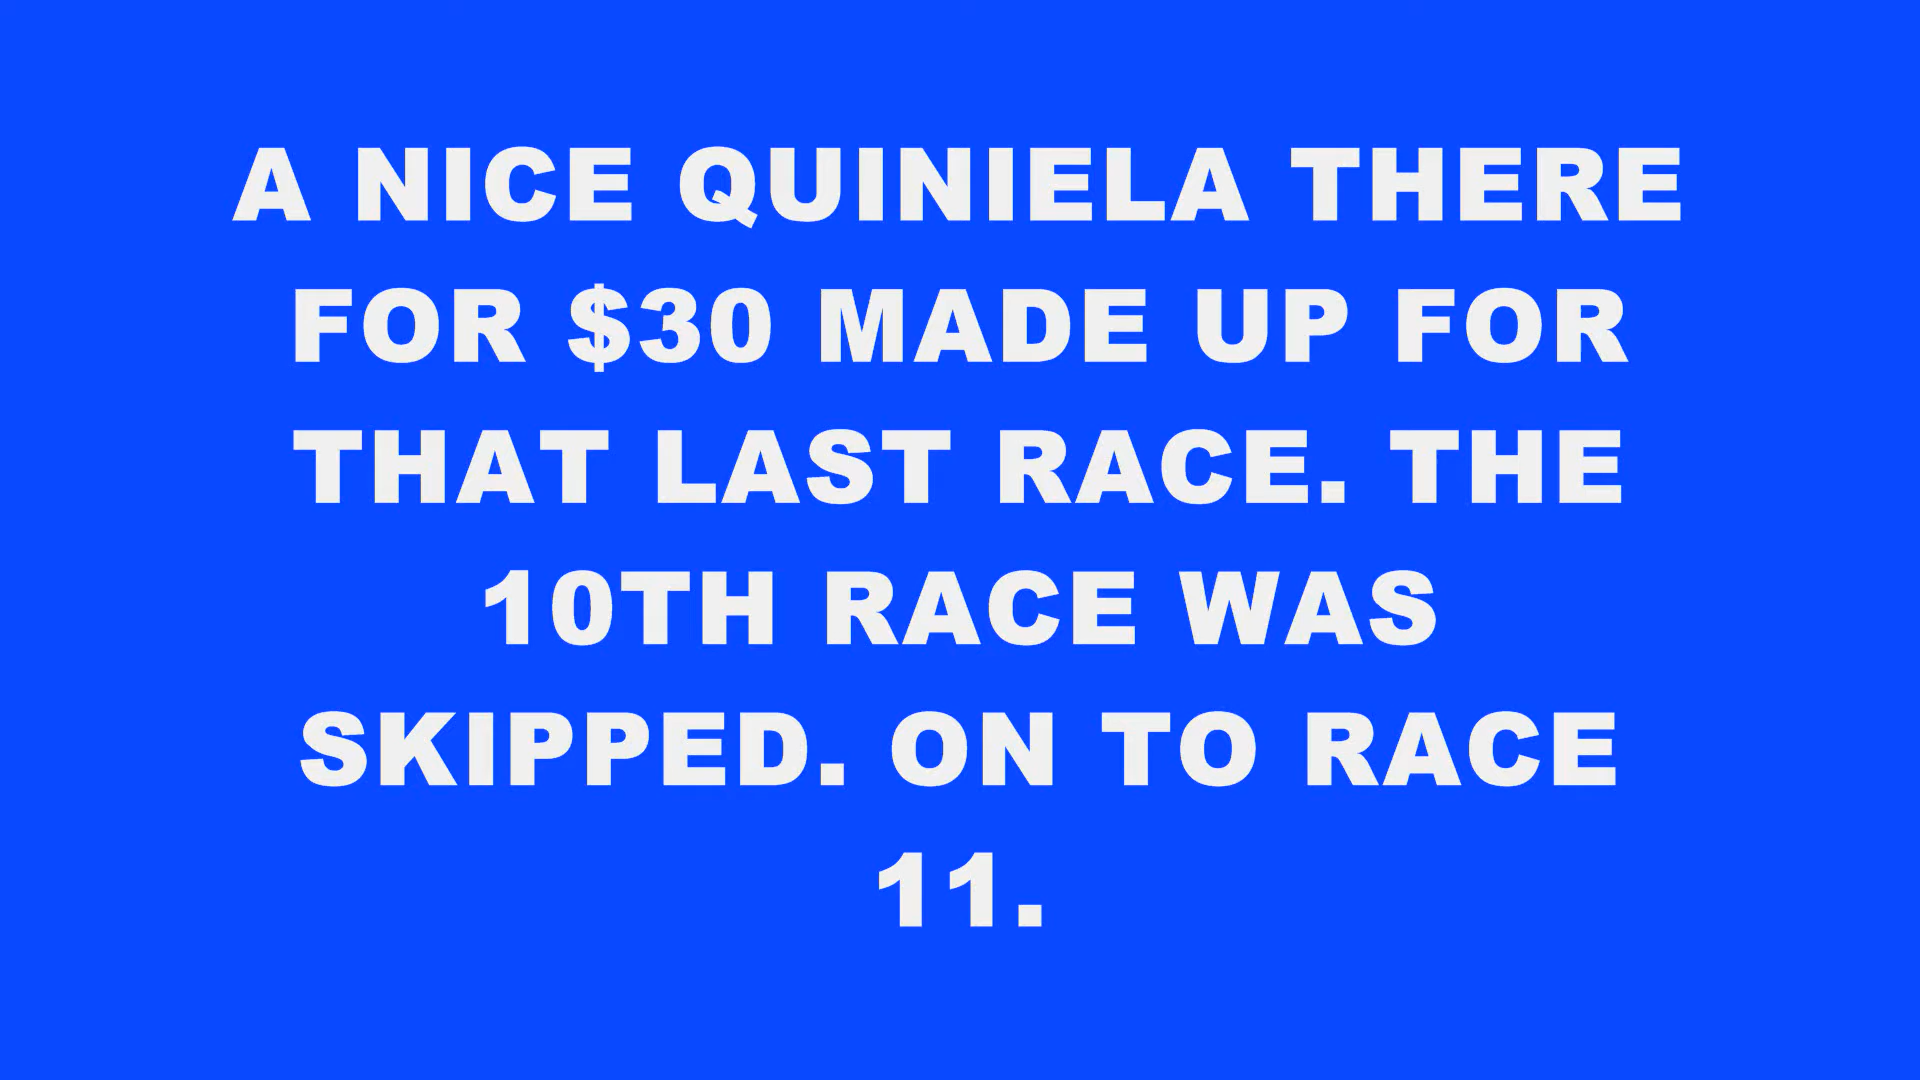 A NICE QUINIELA THERE
FOR $30 MADE UP FOR
THAT LAST RACE. THE
10TH RACE WAS
SKIPPED. ON TO RACE
11.